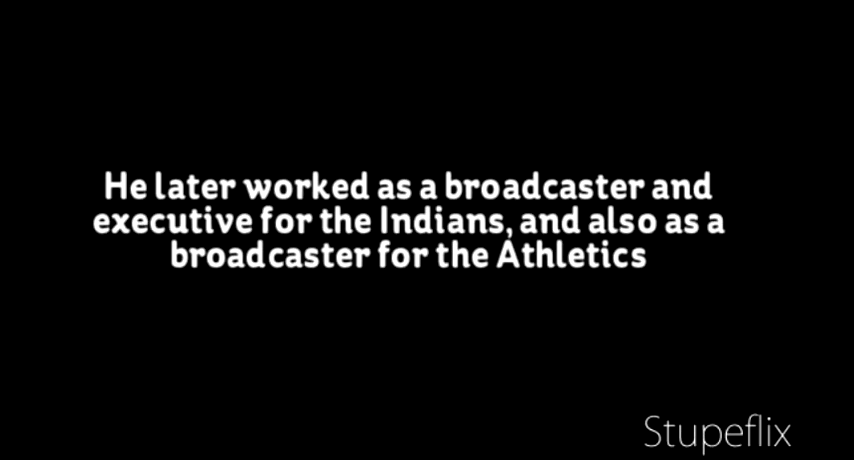 He later worked as a broadcaster and
executive for the Indians, and also as a
broadcaster for the Athletics
Stupeflix